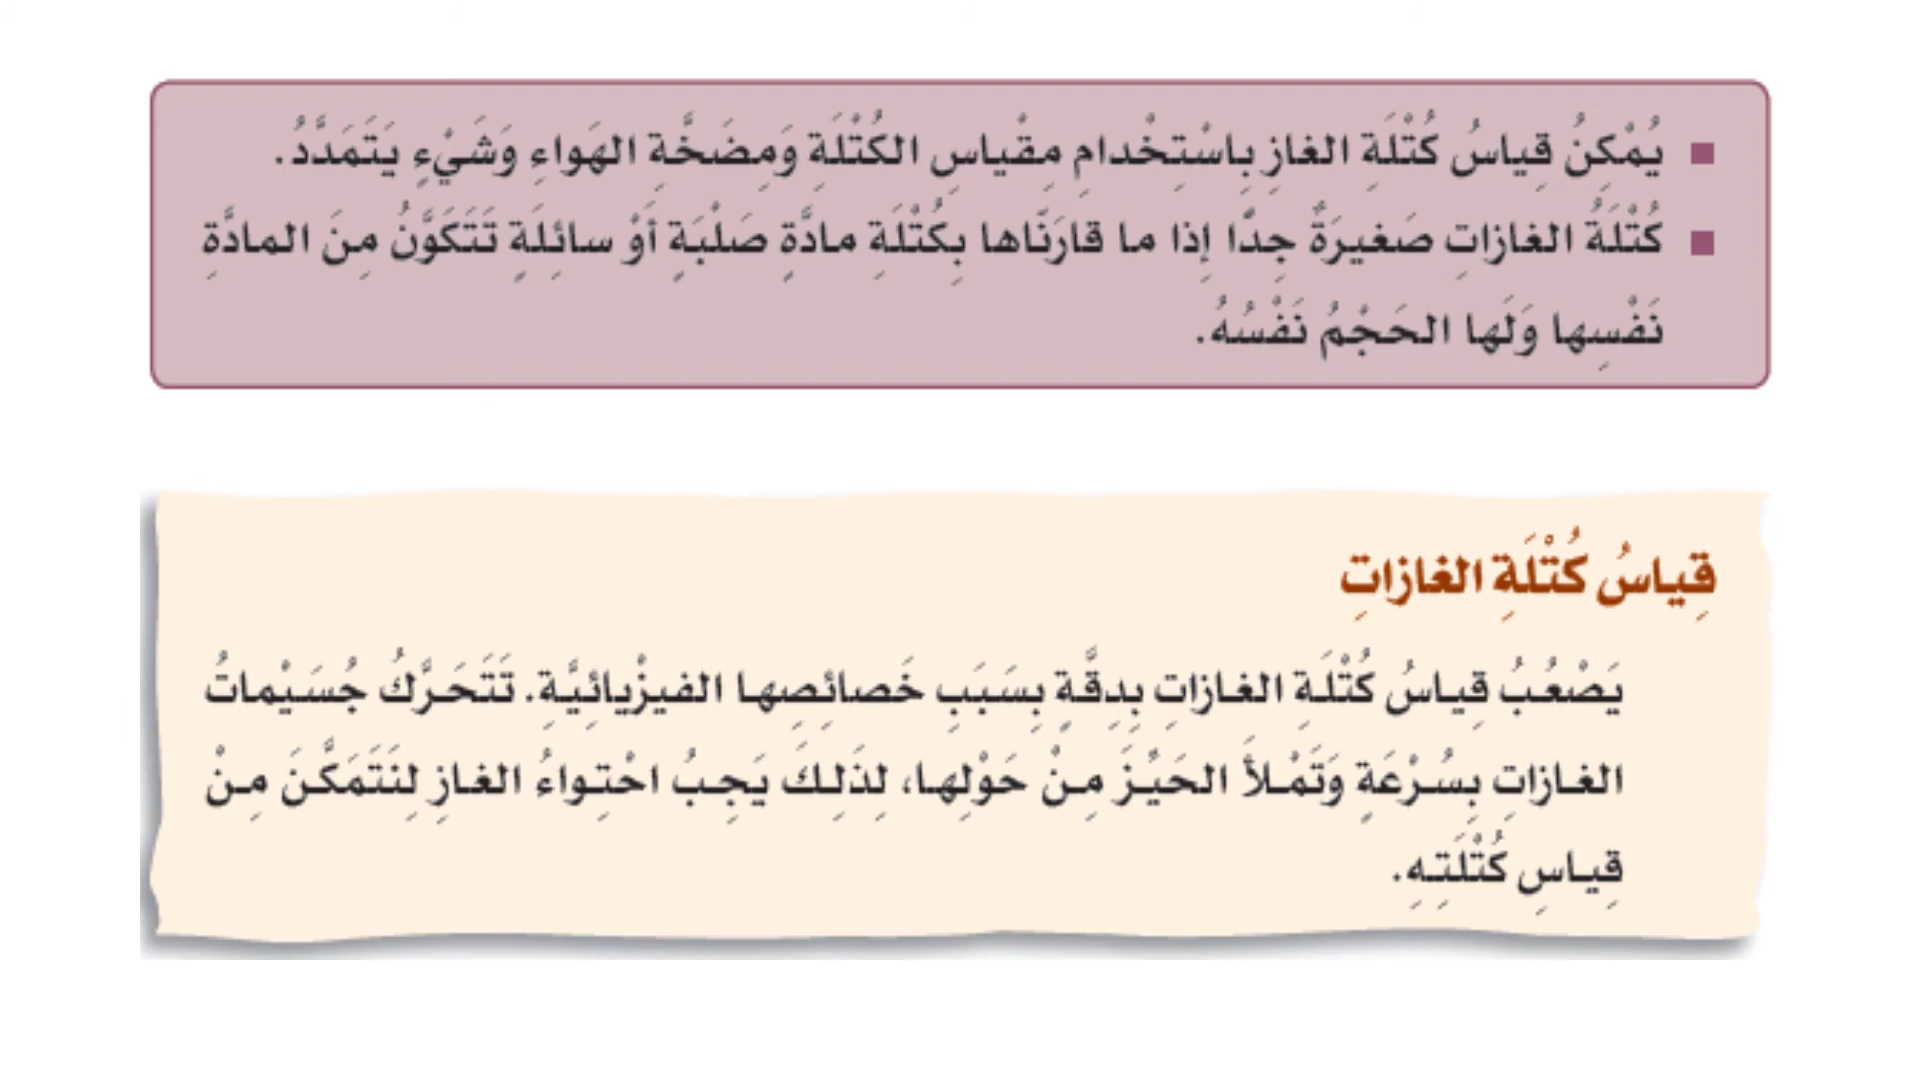 ▪ يُمْكِنُ قِياسُ كُتْلَةِ الغازِ بِاسْتِخْدامِ مِقْياسِ الكُتْلَةِ وَمِضَخَّةِ الهَواءِ وَشَيْءٍ يَتَمَدَّدُ.
▪ كُتْلَةُ الغازاتِ صَغيرَةٌ جِدًّا إِذا ما قارَنّاها بِكُتْلَةِ مادَّةٍ صَلْبَةٍ أَوْ سائِلَةٍ تَتَكَوَّنُ مِنَ المادَّةِ
نَفْسِها وَلَها الحَجْمُ نَفْسُهُ.
قِياسُ كُتْلَةِ الغازاتِ
يَصْعُبُ قِياسُ كُتْلَةِ الغازاتِ بِدِقَّةٍ بِسَبَبِ خَصائِصِها الفيزْيائِيَّةِ. تَتَحَرَّكُ جُسَيْماتُ
الغازاتِ بِسُرْعَةٍ وَتَمْلَأُ الحَيِّزَ مِنْ حَوْلِها، لِذَلِكَ يَجِبُ احْتِواءُ الغازِ لِنَتَمَكَّنَ مِنْ
قِياسِ كُتْلَتِهِ.